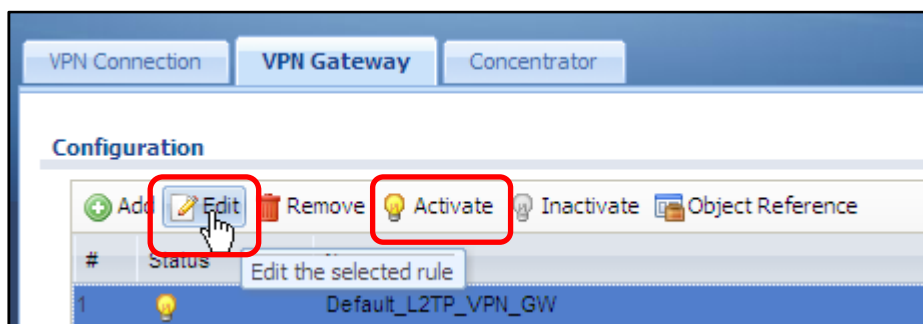 VPN Connection VPN Gateway Concentrator
Configuration
Add Edit Remove Activate Inactivate Object Reference
# Status
Edit the selected rule
1 Default_L2TP_VPN_GW